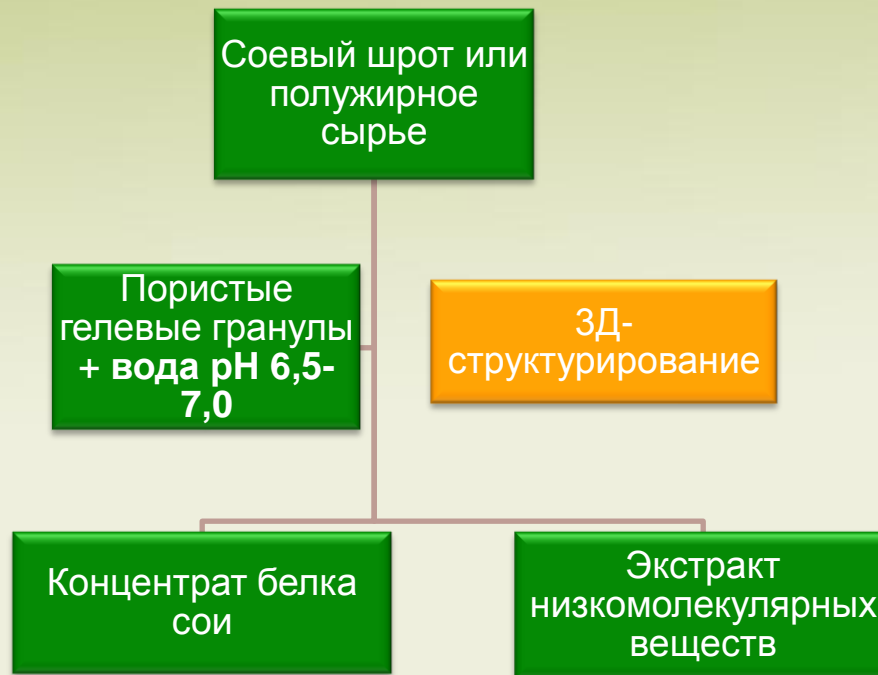 Соевый шрот или
полужирное
сырье
Пористые
гелевые гранулы
+ вода pH 6,5-
7,0
3Д-
структурирование
Концентрат белка
сои
Экстракт
низкомолекулярных
веществ